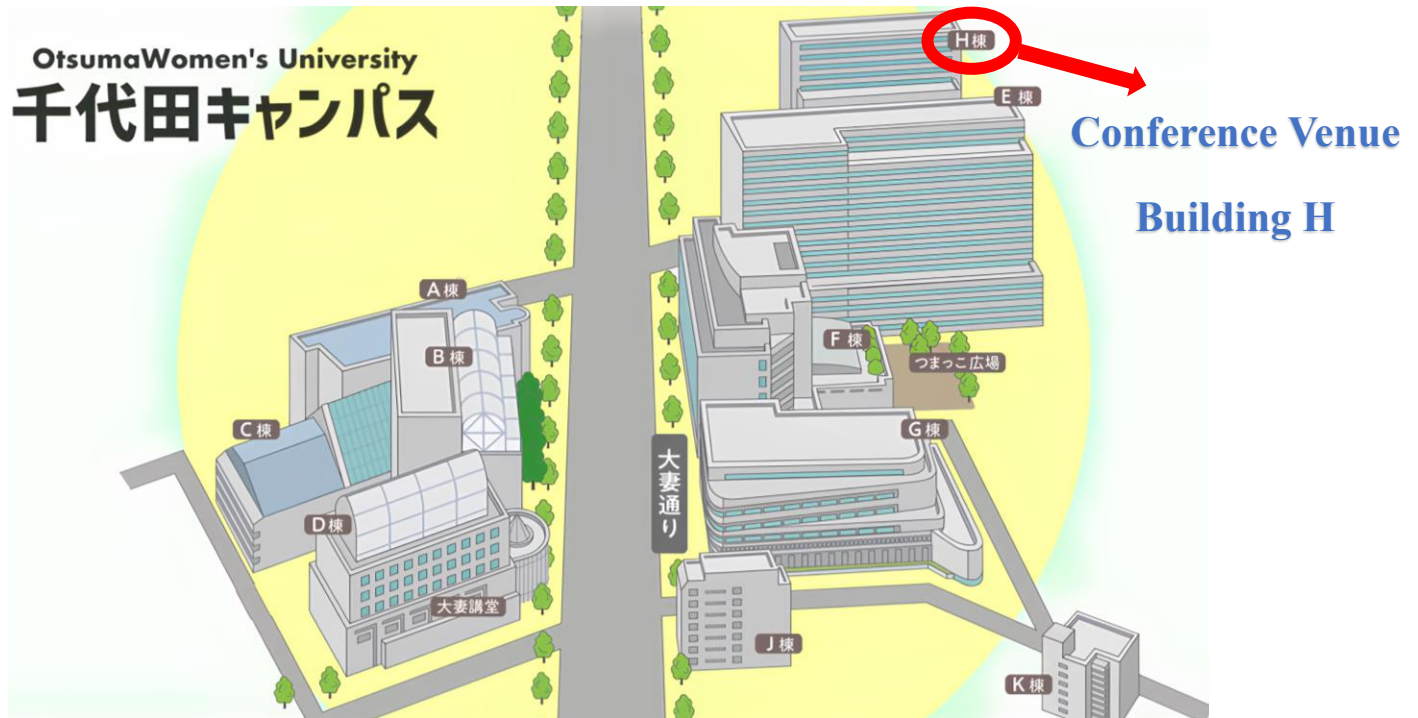 OtsumaWomen's University
千代田キャンパス
H棟
E棟
Conference Venue
Building H
A棟
B棟
F棟
つまっこ広場
C棟
G棟
大妻通り
D棟
大妻講堂
J棟
K棟